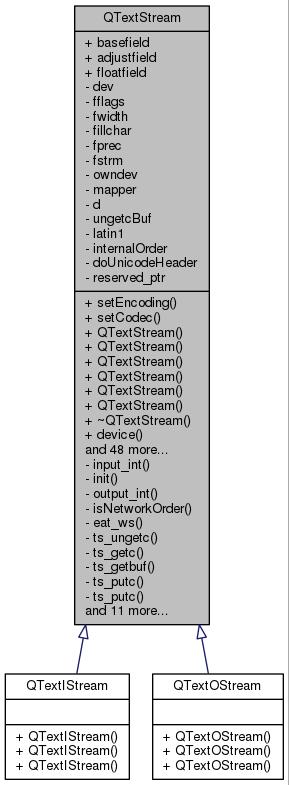 QTextStream
+ basefield
+ adjustfield
+ floatfield
- dev
- fflags
- fwidth
- fillchar
- fprec
- fstrm
- owndev
- mapper
- d
- ungetcBuf
- latin1
- internalOrder
- doUnicodeHeader
- reserved_ptr
+ setEncoding()
+ setCodec()
+ QTextStream()
+ QTextStream()
+ QTextStream()
+ QTextStream()
+ QTextStream()
+ QTextStream()
+ ~QTextStream()
+ device()
and 48 more...
- input_int()
- init()
- output_int()
- isNetworkOrder()
- eat_ws()
- ts_ungetc()
- ts_getc()
- ts_getbuf()
- ts_putc()
- ts_putc()
and 11 more...
QTextIStream
+ QTextIStream()
+ QTextIStream()
+ QTextIStream()
QTextOStream
+ QTextOStream()
+ QTextOStream()
+ QTextOStream()